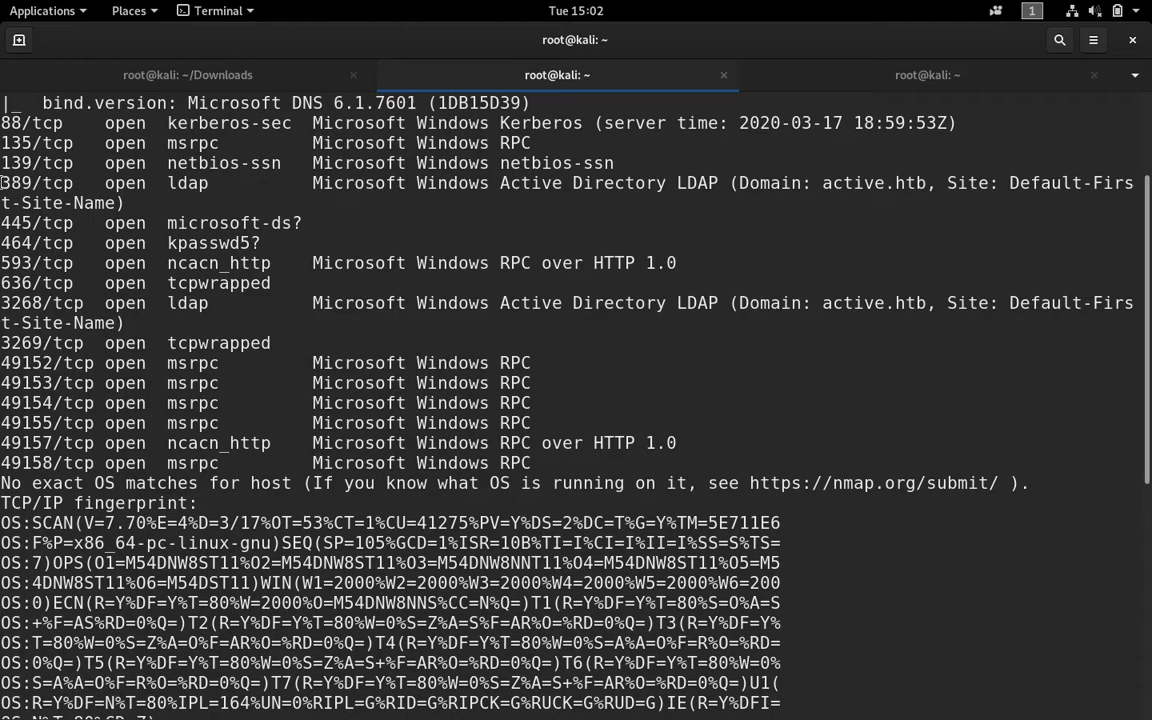 Applications Places Terminal Tue 15:02 1
root@kali: ~
root@kali: ~/Downloads root@kali: ~ root@kali: ~
|_  bind.version: Microsoft DNS 6.1.7601 (1DB15D39)
88/tcp   open  kerberos-sec  Microsoft Windows Kerberos (server time: 2020-03-17 18:59:53Z)
135/tcp   open  msrpc         Microsoft Windows RPC
139/tcp   open  netbios-ssn   Microsoft Windows netbios-ssn
389/tcp   open  ldap          Microsoft Windows Active Directory LDAP (Domain: active.htb, Site: Default-Firs
t-Site-Name)
445/tcp   open  microsoft-ds?
464/tcp   open  kpasswd5?
593/tcp   open  ncacn_http    Microsoft Windows RPC over HTTP 1.0
636/tcp   open  tcpwrapped
3268/tcp  open  ldap          Microsoft Windows Active Directory LDAP (Domain: active.htb, Site: Default-Firs
t-Site-Name)
3269/tcp  open  tcpwrapped
49152/tcp open  msrpc         Microsoft Windows RPC
49153/tcp open  msrpc         Microsoft Windows RPC
49154/tcp open  msrpc         Microsoft Windows RPC
49155/tcp open  msrpc         Microsoft Windows RPC
49157/tcp open  ncacn_http    Microsoft Windows RPC over HTTP 1.0
49158/tcp open  msrpc         Microsoft Windows RPC
No exact OS matches for host (If you know what OS is running on it, see https://nmap.org/submit/ ).
TCP/IP fingerprint:
OS:SCAN(V=7.70%E=4%D=3/17%OT=53%CT=1%CU=41275%PV=Y%DS=2%DC=T%G=Y%TM=5E711E6
OS:F%P=x86_64-pc-linux-gnu)SEQ(SP=105%GCD=1%ISR=10B%TI=I%CI=I%II=I%SS=S%TS=
OS:7)OPS(O1=M54DNW8ST11%O2=M54DNW8ST11%O3=M54DNW8NNT11%O4=M54DNW8ST11%O5=M5
OS:4DNW8ST11%O6=M54DST11)WIN(W1=2000%W2=2000%W3=2000%W4=2000%W5=2000%W6=200
OS:0)ECN(R=Y%DF=Y%T=80%W=2000%O=M54DNW8NNS%CC=N%Q=)T1(R=Y%DF=Y%T=80%S=O%A=S
OS:+%F=AS%RD=0%Q=)T2(R=Y%DF=Y%T=80%W=0%S=Z%A=S%F=AR%O=%RD=0%Q=)T3(R=Y%DF=Y%
OS:T=80%W=0%S=Z%A=O%F=AR%O=%RD=0%Q=)T4(R=Y%DF=Y%T=80%W=0%S=A%A=O%F=R%O=%RD=
OS:0%Q=)T5(R=Y%DF=Y%T=80%W=0%S=Z%A=S+%F=AR%O=%RD=0%Q=)T6(R=Y%DF=Y%T=80%W=0%
OS:S=A%A=O%F=R%O=%RD=0%Q=)T7(R=Y%DF=Y%T=80%W=0%S=Z%A=S+%F=AR%O=%RD=0%Q=)U1(
OS:R=Y%DF=N%T=80%IPL=164%UN=0%RIPL=G%RID=G%RIPCK=G%RUCK=G%RUD=G)IE(R=Y%DFI=